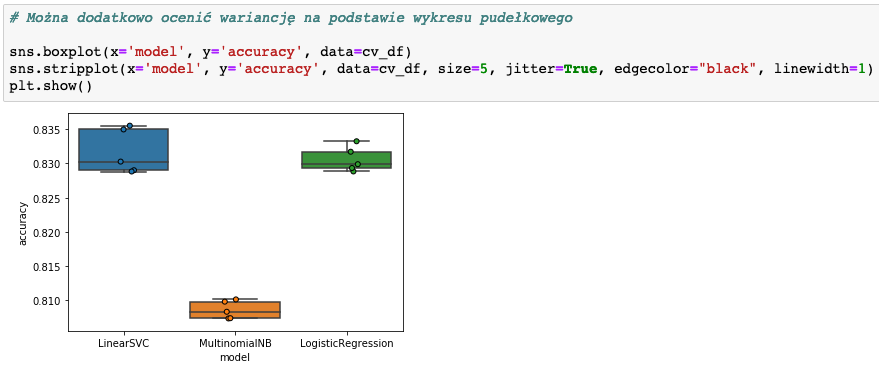 # Można dodatkowo ocenić wariancję na podstawie wykresu pudełkowego
sns.boxplot(x='model', y='accuracy', data=cv_df)
sns.stripplot(x='model', y='accuracy', data=cv_df, size=5, jitter=True, edgecolor="black", linewidth=1)
plt.show()
0.835
0.830
0.825
0.820
0.815
0.810
accuracy
LinearSVC MultinomialNB LogisticRegression
model